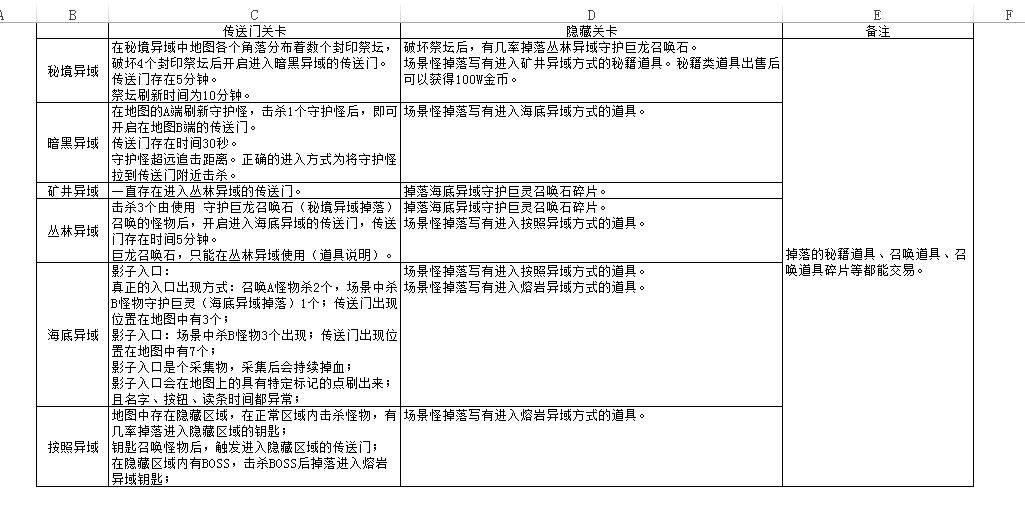 A B C D E F
传送门关卡 隐藏关卡 备注
秘境异域
在秘境异域中地图各个角落分布着数个封印祭坛，
破坏4个封印祭坛后开启进入暗黑异域的传送门。
传送门存在5分钟。
祭坛刷新时间为10分钟。
破坏祭坛后，有几率掉落丛林异域守护巨龙召唤石。
场景怪掉落写有进入矿井异域方式的秘籍道具。秘籍类道具出售后
可以获得100W金币。
暗黑异域
在地图的A端刷新守护怪，击杀1个守护怪后，即可
开启在地图B端的传送门。
传送门存在时间30秒。
守护怪超远追击距离。正确的进入方式为将守护怪
拉到传送门附近击杀。
场景怪掉落写有进入海底异域方式的道具。
矿井异域
一直存在进入丛林异域的传送门。
掉落海底异域守护巨灵召唤石碎片。
丛林异域
击杀3个由使用 守护巨龙召唤石（秘境异域掉落）
召唤的怪物后，开启进入海底异域的传送门，传送
门存在时间5分钟。
巨龙召唤石，只能在丛林异域使用（道具说明）。
掉落海底异域守护巨灵召唤石碎片。
场景怪掉落写有进入按照异域方式的道具。
海底异域
影子入口：
真正的入口出现方式：召唤A怪物杀2个，场景中杀
B怪物守护巨灵（海底异域掉落）1个；传送门出现
位置在地图中有3个；
影子入口：场景中杀B怪物3个出现；传送门出现位
置在地图中有7个；
影子入口是个采集物，采集后会持续掉血；
影子入口会在地图上的具有特定标记的点刷出来；
且名字、按钮、读条时间都异常；
场景怪掉落写有进入按照异域方式的道具。
场景怪掉落写有进入熔岩异域方式的道具。
按照异域
地图中存在隐藏区域，在正常区域内击杀怪物，有
几率掉落进入隐藏区域的钥匙；
钥匙召唤怪物后，触发进入隐藏区域的传送门；
在隐藏区域内有BOSS，击杀BOSS后掉落进入熔岩
异域钥匙；
场景怪掉落写有进入熔岩异域方式的道具。
掉落的秘籍道具、召唤道具、召
唤道具碎片等都能交易。